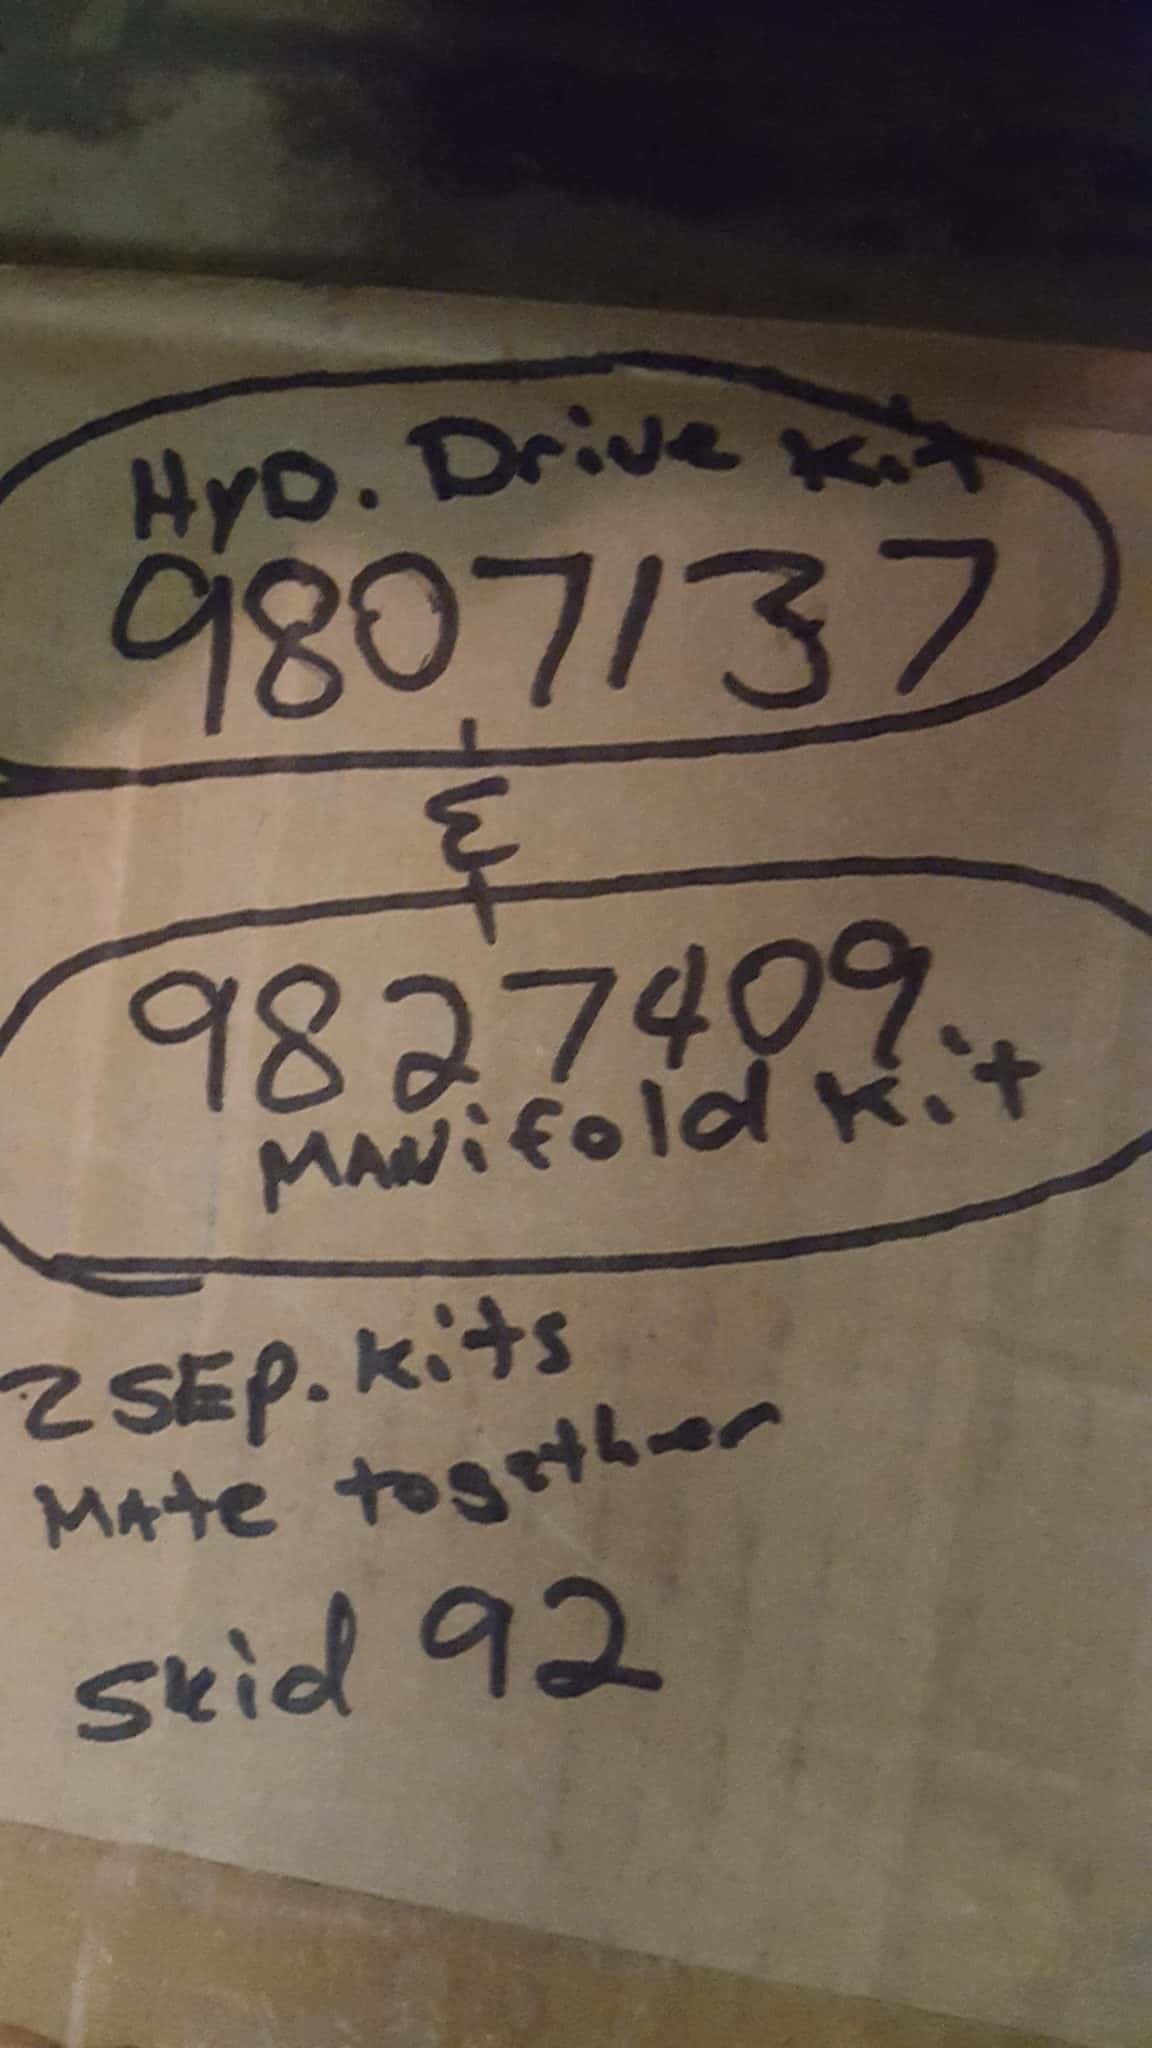 HYD. Drive Kit
9807137
&
9827409
MANifold Kit
2 SEP. Kits
MAte together
Skid 92